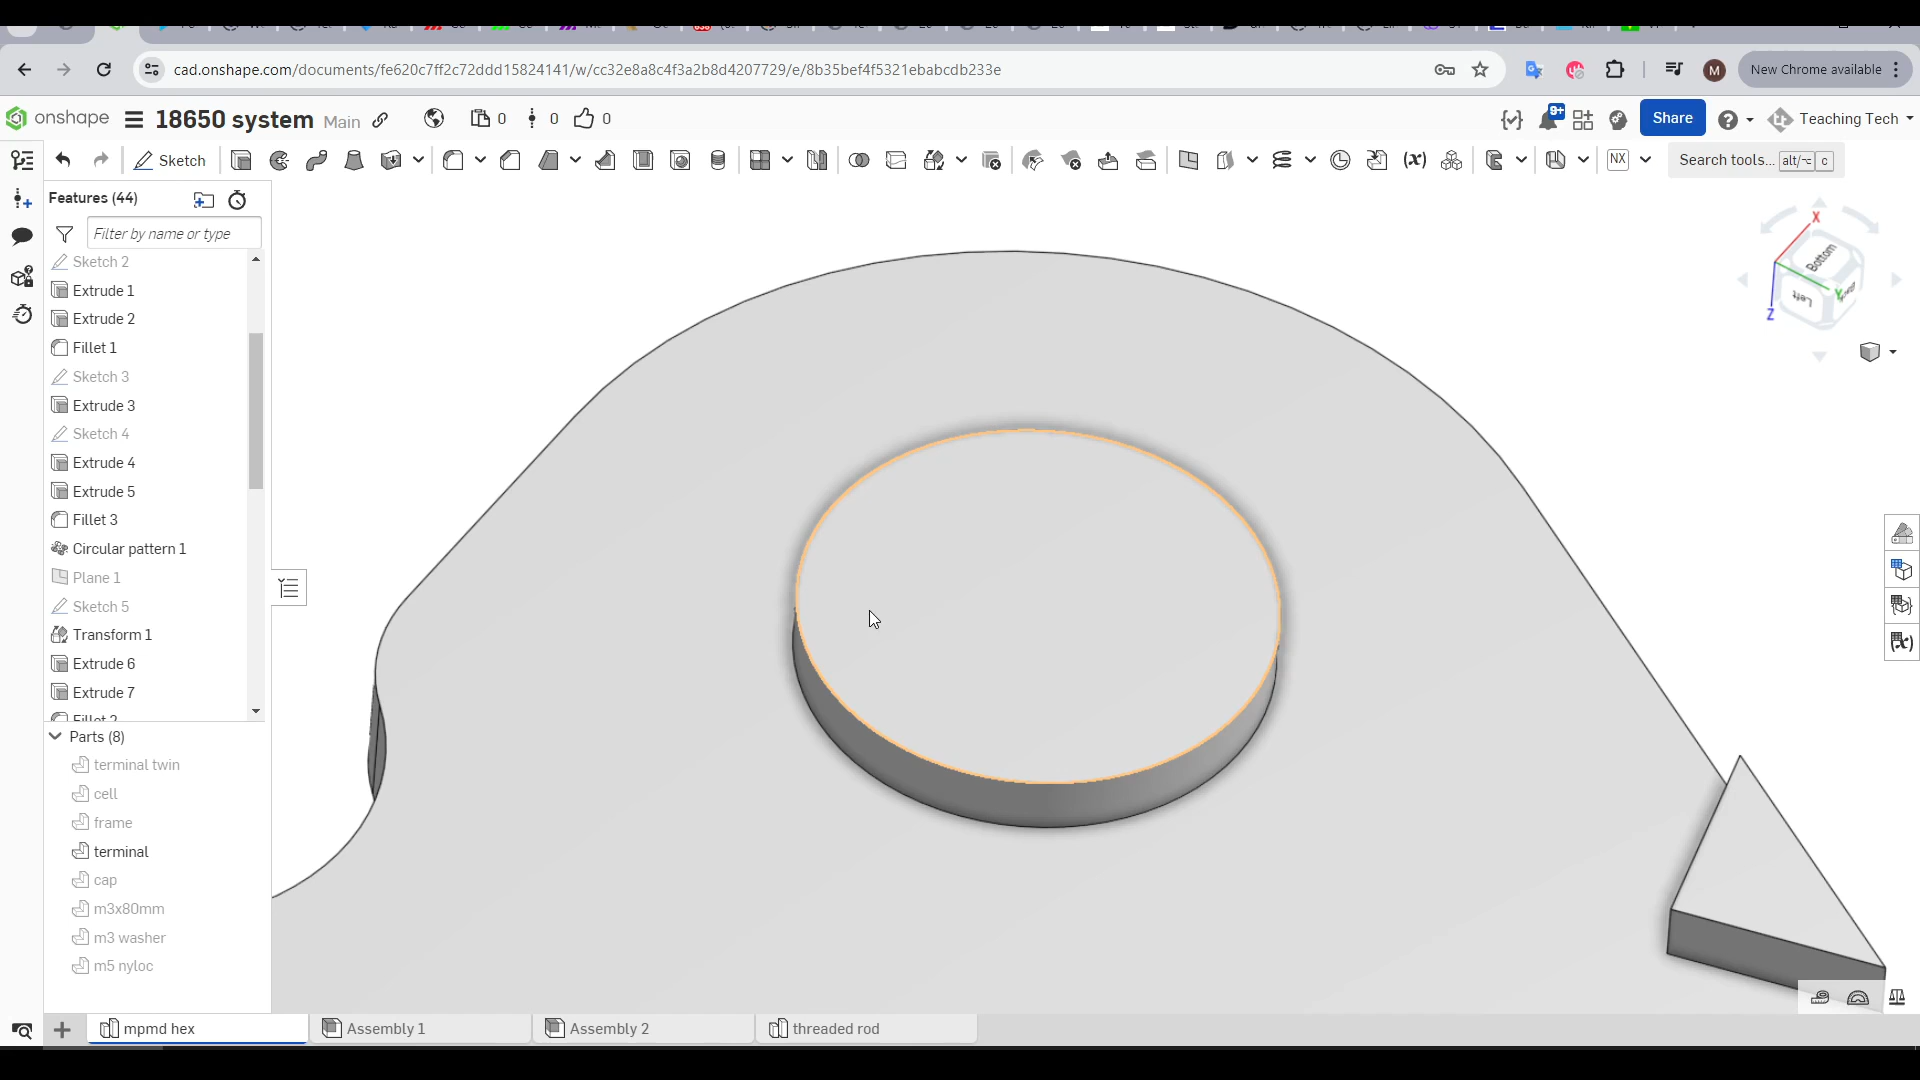 cad.onshape.com/documents/fe620c7ff2c72ddd15824141/w/cc32e8a8c4f3a2b8d4207729/e/8b35bef4f5321ebabcdb233e
M
New Chrome available
onshape
18650 system
Main
0
0
0
9+
Share
Teaching Tech
Sketch
(x)
NX
Search tools... alt/⌥ c
Features (44)
Filter by name or type
Sketch 2
Extrude 1
Extrude 2
Fillet 1
Sketch 3
Extrude 3
Sketch 4
Extrude 4
Extrude 5
Fillet 3
Circular pattern 1
Plane 1
Sketch 5
Transform 1
Extrude 6
Extrude 7
Fillet 2
Parts (8)
terminal twin
cell
frame
terminal
cap
m3x80mm
m3 washer
m5 nyloc
X
Bottom
Left
Y
Z
mpmd hex
Assembly 1
Assembly 2
threaded rod